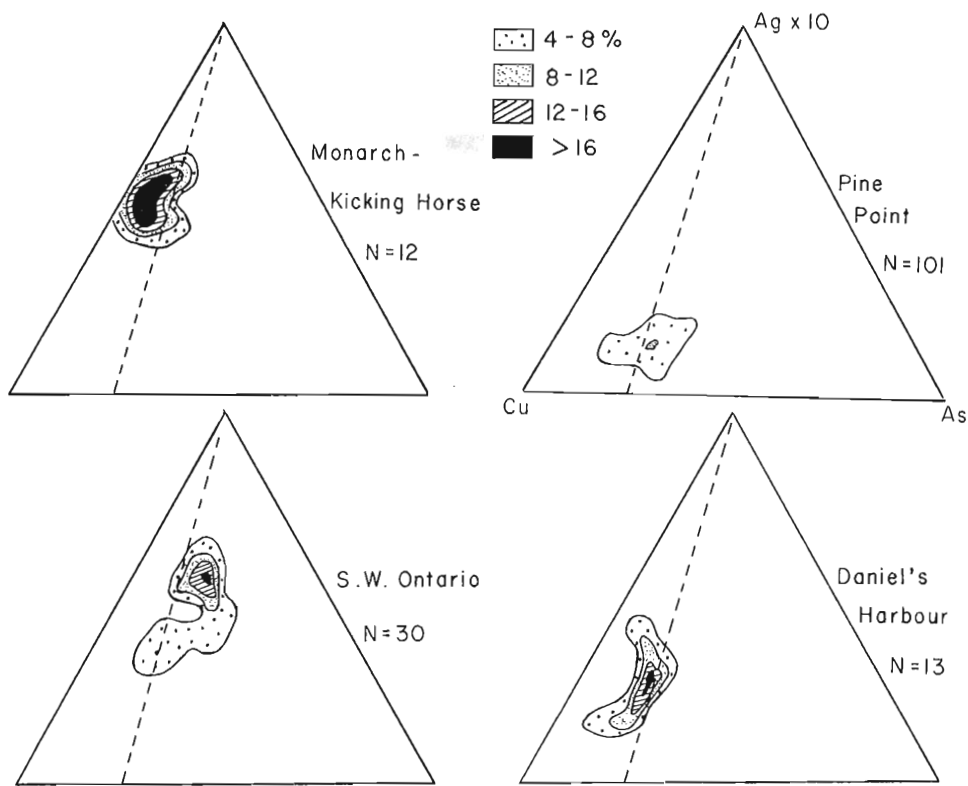 4-8%
8-12
12-16
>16
Monarch-
Kicking Horse
N=12
Ag x 10
Pine
Point
N=101
Cu
As
S.W. Ontario
N=30
Daniel's
Harbour
N=13